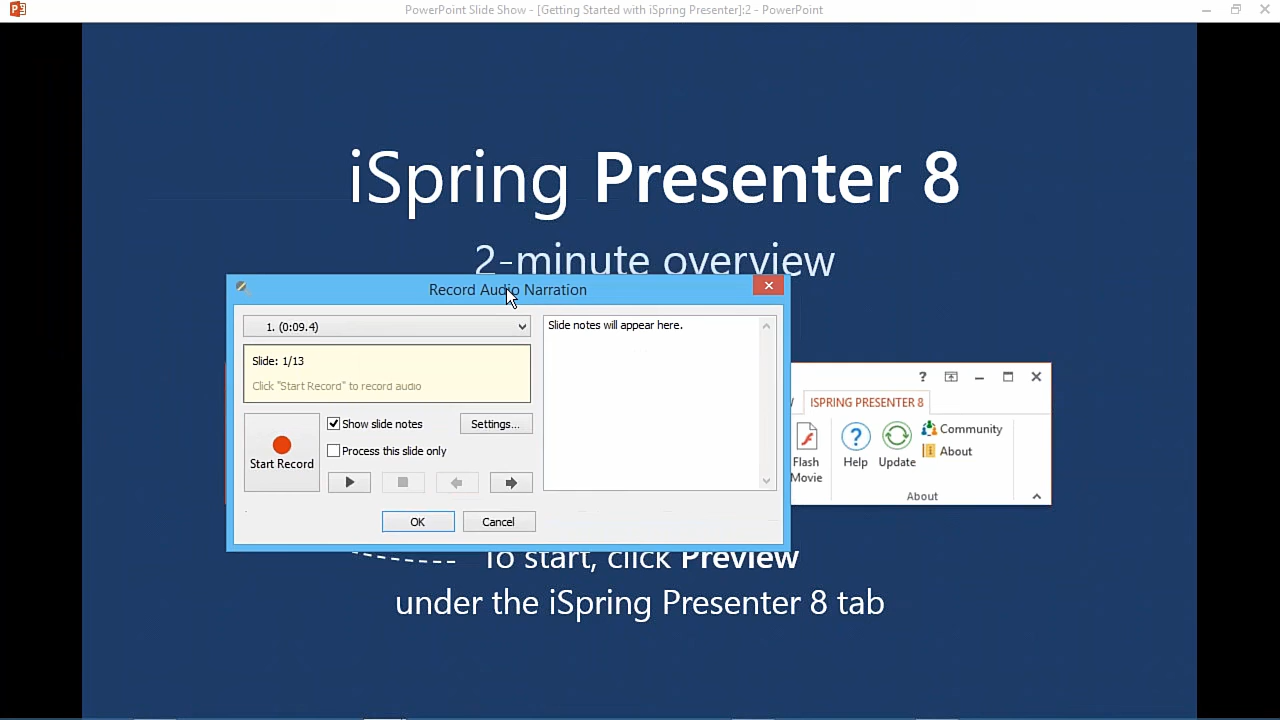 PowerPoint Slide Show - [Getting Started with iSpring Presenter]:2 - PowerPoint
iSpring Presenter 8
2-minute overview
Record Audio Narration
1. (0:09.4)
Slide: 1/13
Click "Start Record" to record audio
Start Record
Show slide notes
Settings...
Process this slide only
OK
Cancel
Slide notes will appear here.
ISPRING PRESENTER 8
Flash
Movie
Help
Update
Community
About
About
To start, click Preview
under the iSpring Presenter 8 tab